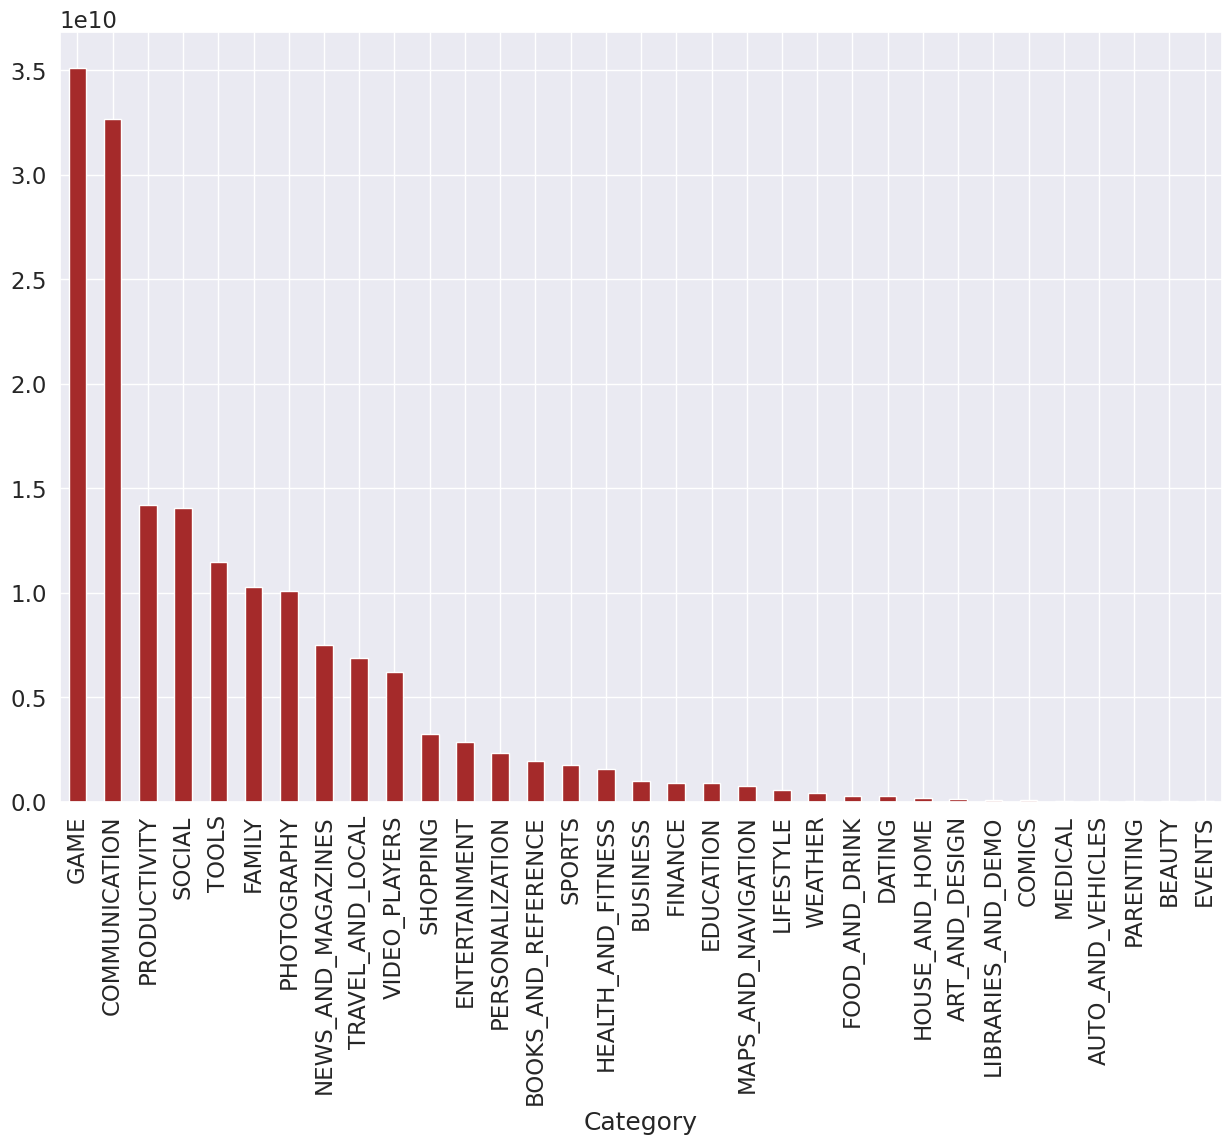 1e10
3.5
3.0
2.5
2.0
1.5
1.0
0.5
0.0
GAME
COMMUNICATION
PRODUCTIVITY
SOCIAL
TOOLS
FAMILY
PHOTOGRAPHY
NEWS_AND_MAGAZINES
TRAVEL_AND_LOCAL
VIDEO_PLAYERS
SHOPPING
ENTERTAINMENT
PERSONALIZATION
BOOKS_AND_REFERENCE
SPORTS
HEALTH_AND_FITNESS
BUSINESS
FINANCE
EDUCATION
MAPS_AND_NAVIGATION
LIFESTYLE
WEATHER
FOOD_AND_DRINK
DATING
HOUSE_AND_HOME
ART_AND_DESIGN
LIBRARIES_AND_DEMO
COMICS
MEDICAL
AUTO_AND_VEHICLES
PARENTING
BEAUTY
EVENTS
Category